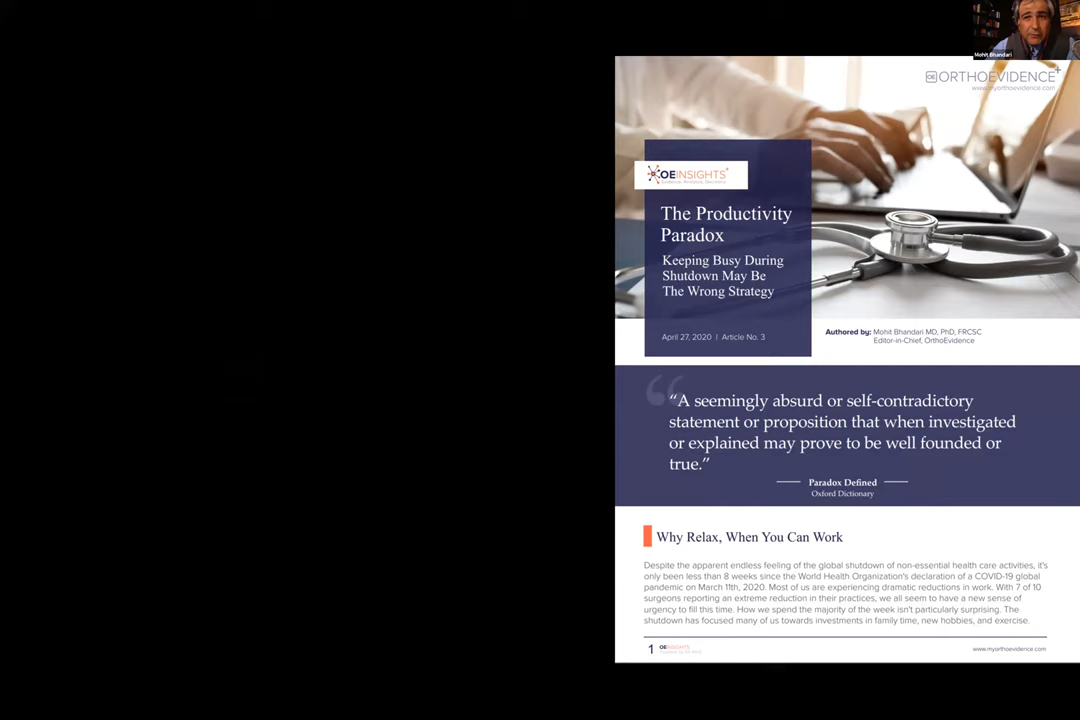 Mohit Bhandari
OE ORTHOEVIDENCE+
www.myorthoevidence.com
OEINSIGHTS+
Evidence. Analysis. Decisions.
The Productivity
Paradox
Keeping Busy During
Shutdown May Be
The Wrong Strategy
April 27, 2020 | Article No. 3
Authored by: Mohit Bhandari MD, PhD, FRCSC
Editor-in-Chief, OrthoEvidence
“A seemingly absurd or self-contradictory
statement or proposition that when investigated
or explained may prove to be well founded or
true.”
Paradox Defined
Oxford Dictionary
Why Relax, When You Can Work
Despite the apparent endless feeling of the global shutdown of non-essential health care activities, it's
only been less than 8 weeks since the World Health Organization's declaration of a COVID-19 global
pandemic on March 11th, 2020. Most of us are experiencing dramatic reductions in work. With 7 of 10
surgeons reporting an extreme reduction in their practices, we all seem to have a new sense of
urgency to fill this time. How we spend the majority of the week isn't particularly surprising. The
shutdown has focused many of us towards investments in family time, new hobbies, and exercise.
1 OEINSIGHTS
www.myorthoevidence.com